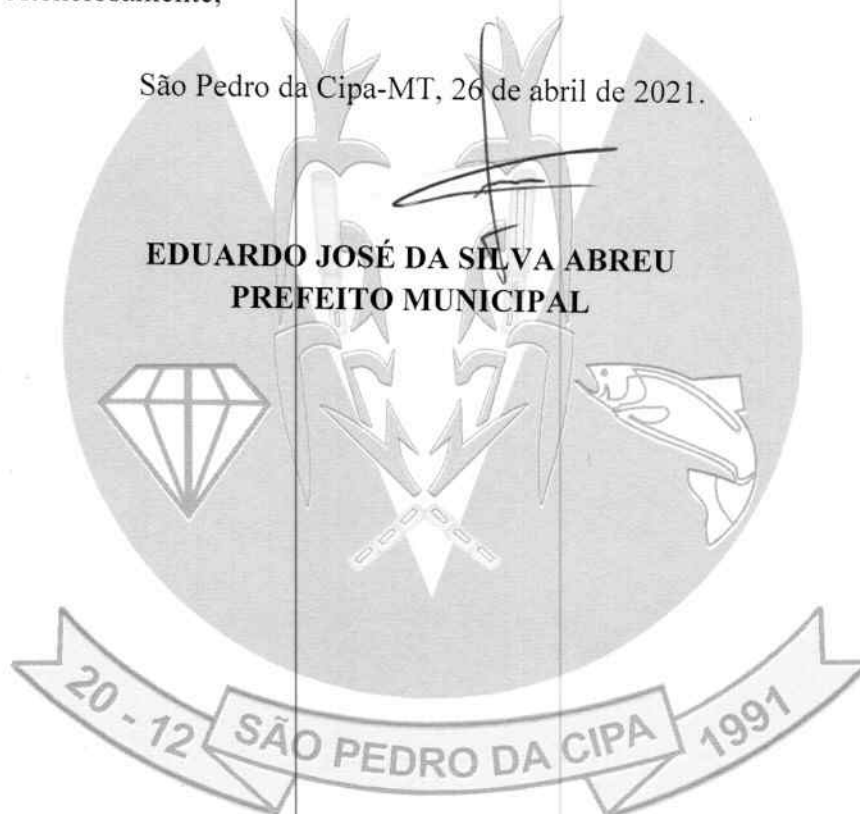 São Pedro da Cipa-MT, 26 de abril de 2021.
EDUARDO JOSÉ DA SILVA ABREU
PREFEITO MUNICIPAL
20 - 12
SÃO PEDRO DA CIPA
1991